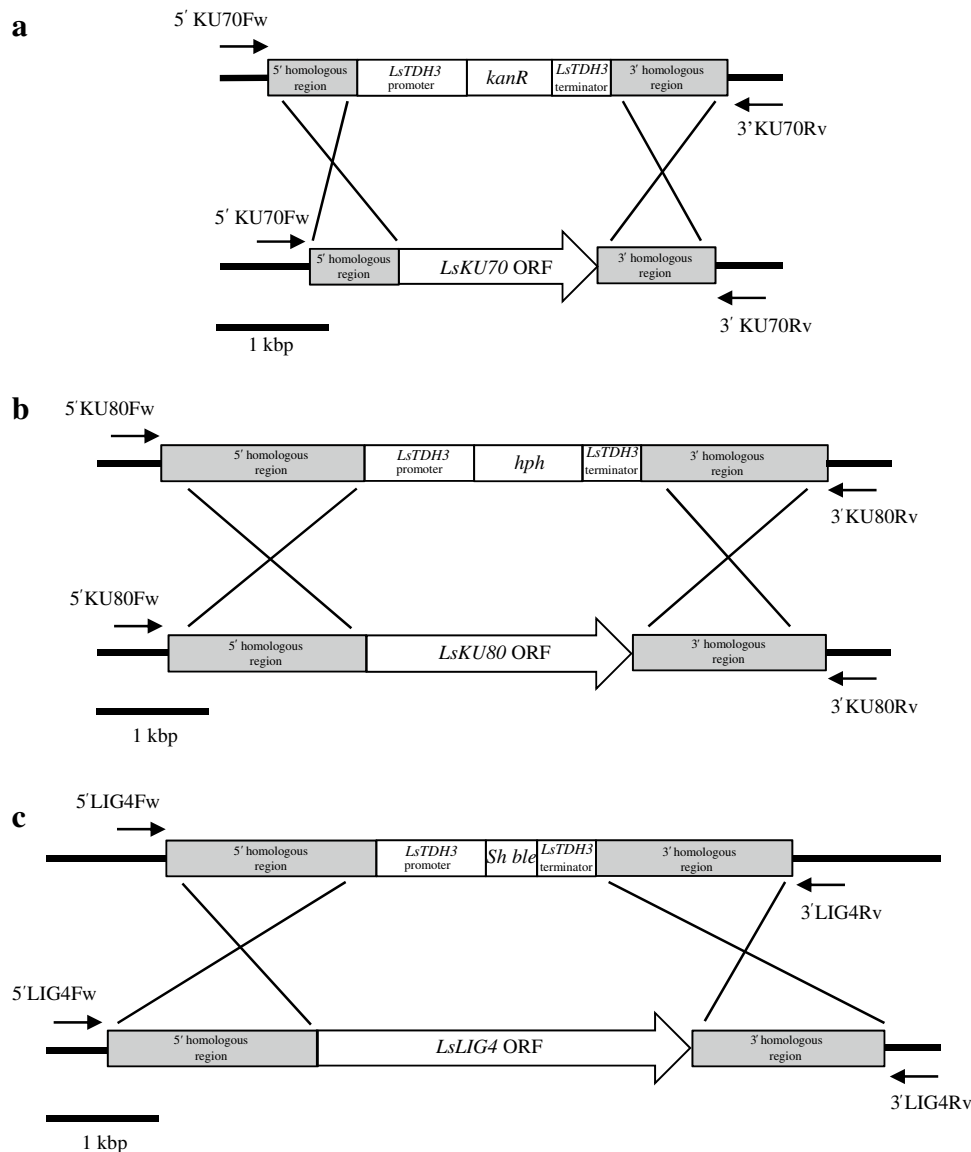 a
5′ KU70Fw
5′ homologous region
LsTDH3 promoter
kanR
LsTDH3 terminator
3′ homologous region
3’KU70Rv
5′ KU70Fw
5′ homologous region
LsKU70 ORF
3′ homologous region
3′ KU70Rv
1 kbp
b
5′KU80Fw
5′ homologous region
LsTDH3 promoter
hph
LsTDH3 terminator
3′ homologous region
3′KU80Rv
5′KU80Fw
5′ homologous region
LsKU80 ORF
3′ homologous region
3′KU80Rv
1 kbp
c
5′LIG4Fw
5′ homologous region
LsTDH3 promoter
Sh ble
LsTDH3 terminator
3′ homologous region
3′LIG4Rv
5′LIG4Fw
5′ homologous region
LsLIG4 ORF
3′ homologous region
3′LIG4Rv
1 kbp